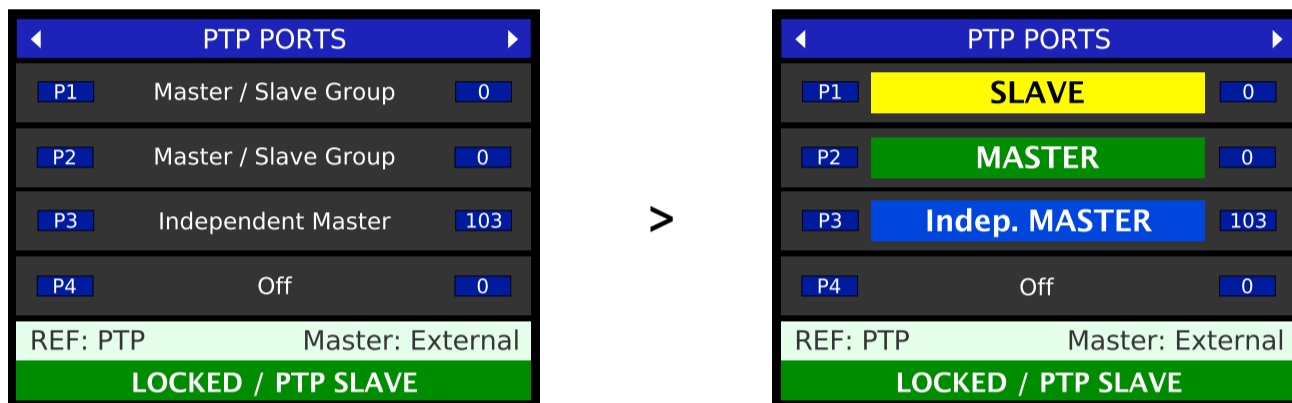 PTP PORTS
P1 Master / Slave Group 0
P2 Master / Slave Group 0
P3 Independent Master 103
P4 Off 0
REF: PTP Master: External
LOCKED / PTP SLAVE
>
PTP PORTS
P1 SLAVE 0
P2 MASTER 0
P3 Indep. MASTER 103
P4 Off 0
REF: PTP Master: External
LOCKED / PTP SLAVE